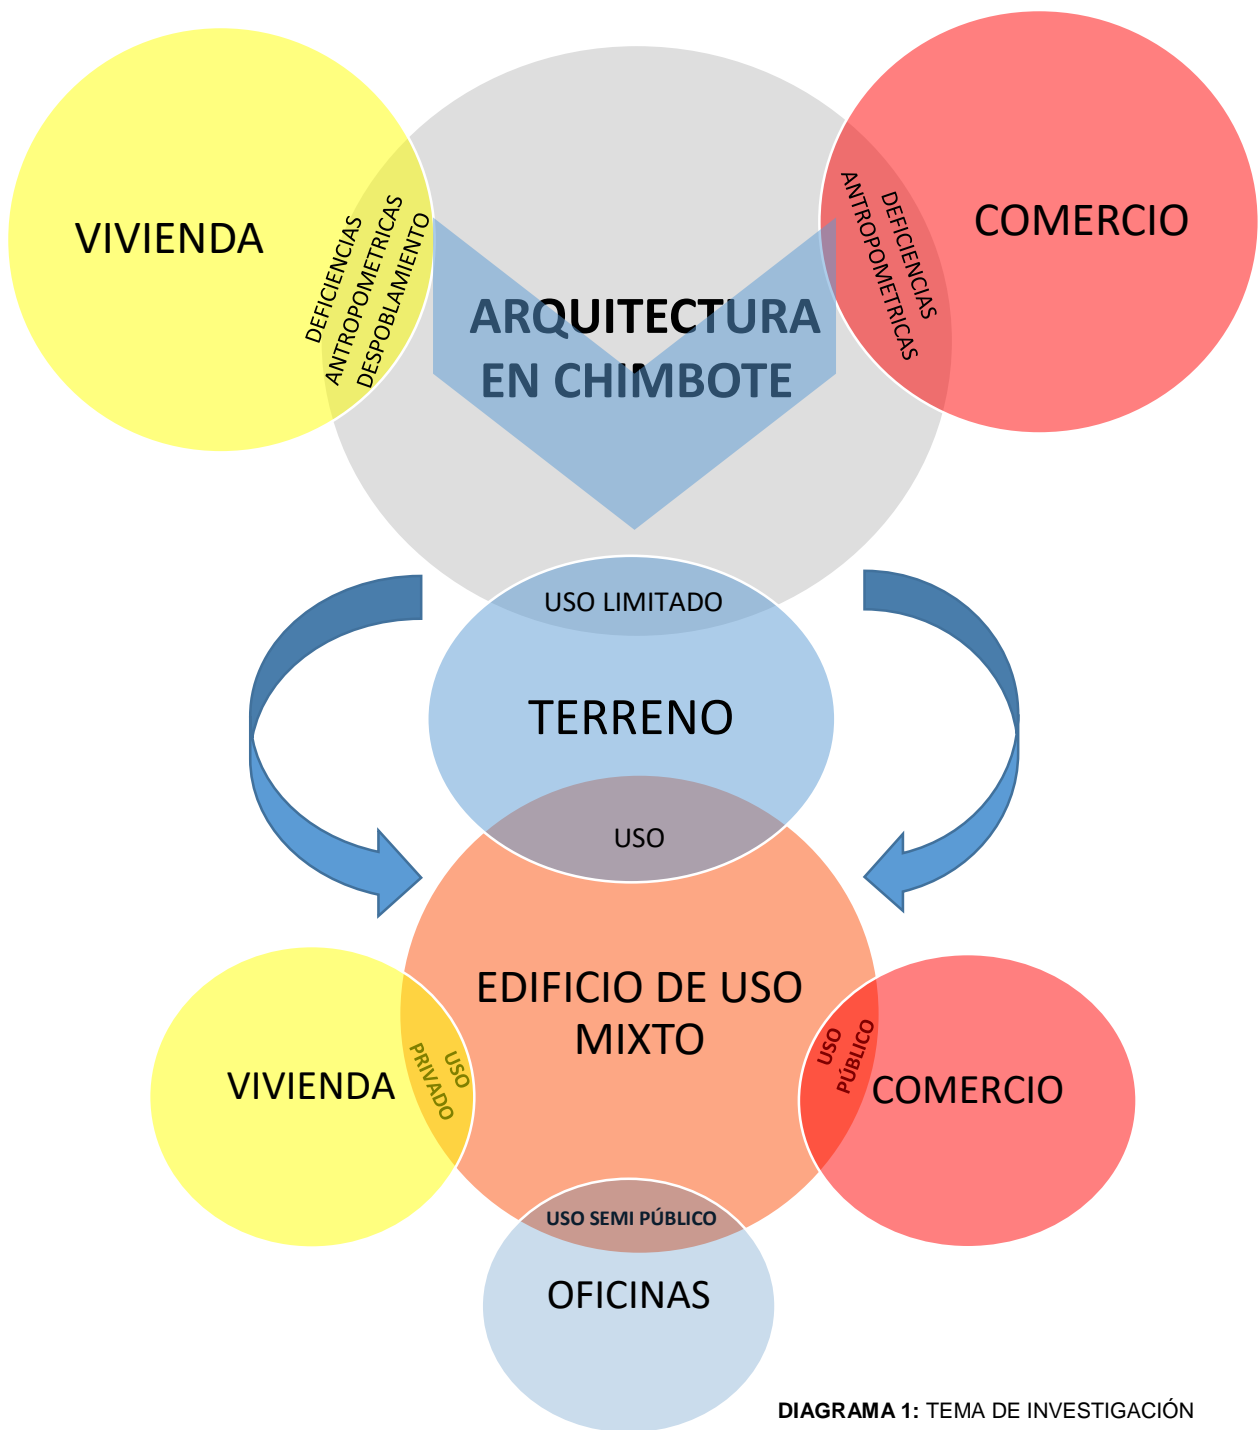 VIVIENDA
DEFICIENCIAS
ANTROPOMETRICAS
DESPOBLAMIENTO
ARQUITECTURA
EN CHIMBOTE
DEFICIENCIAS
ANTROPOMETRICAS
COMERCIO
USO LIMITADO
TERRENO
USO
EDIFICIO DE USO
MIXTO
VIVIENDA
USO
PRIVADO
USO
PÚBLICO
COMERCIO
USO SEMI PÚBLICO
OFICINAS
DIAGRAMA 1: TEMA DE INVESTIGACIÓN